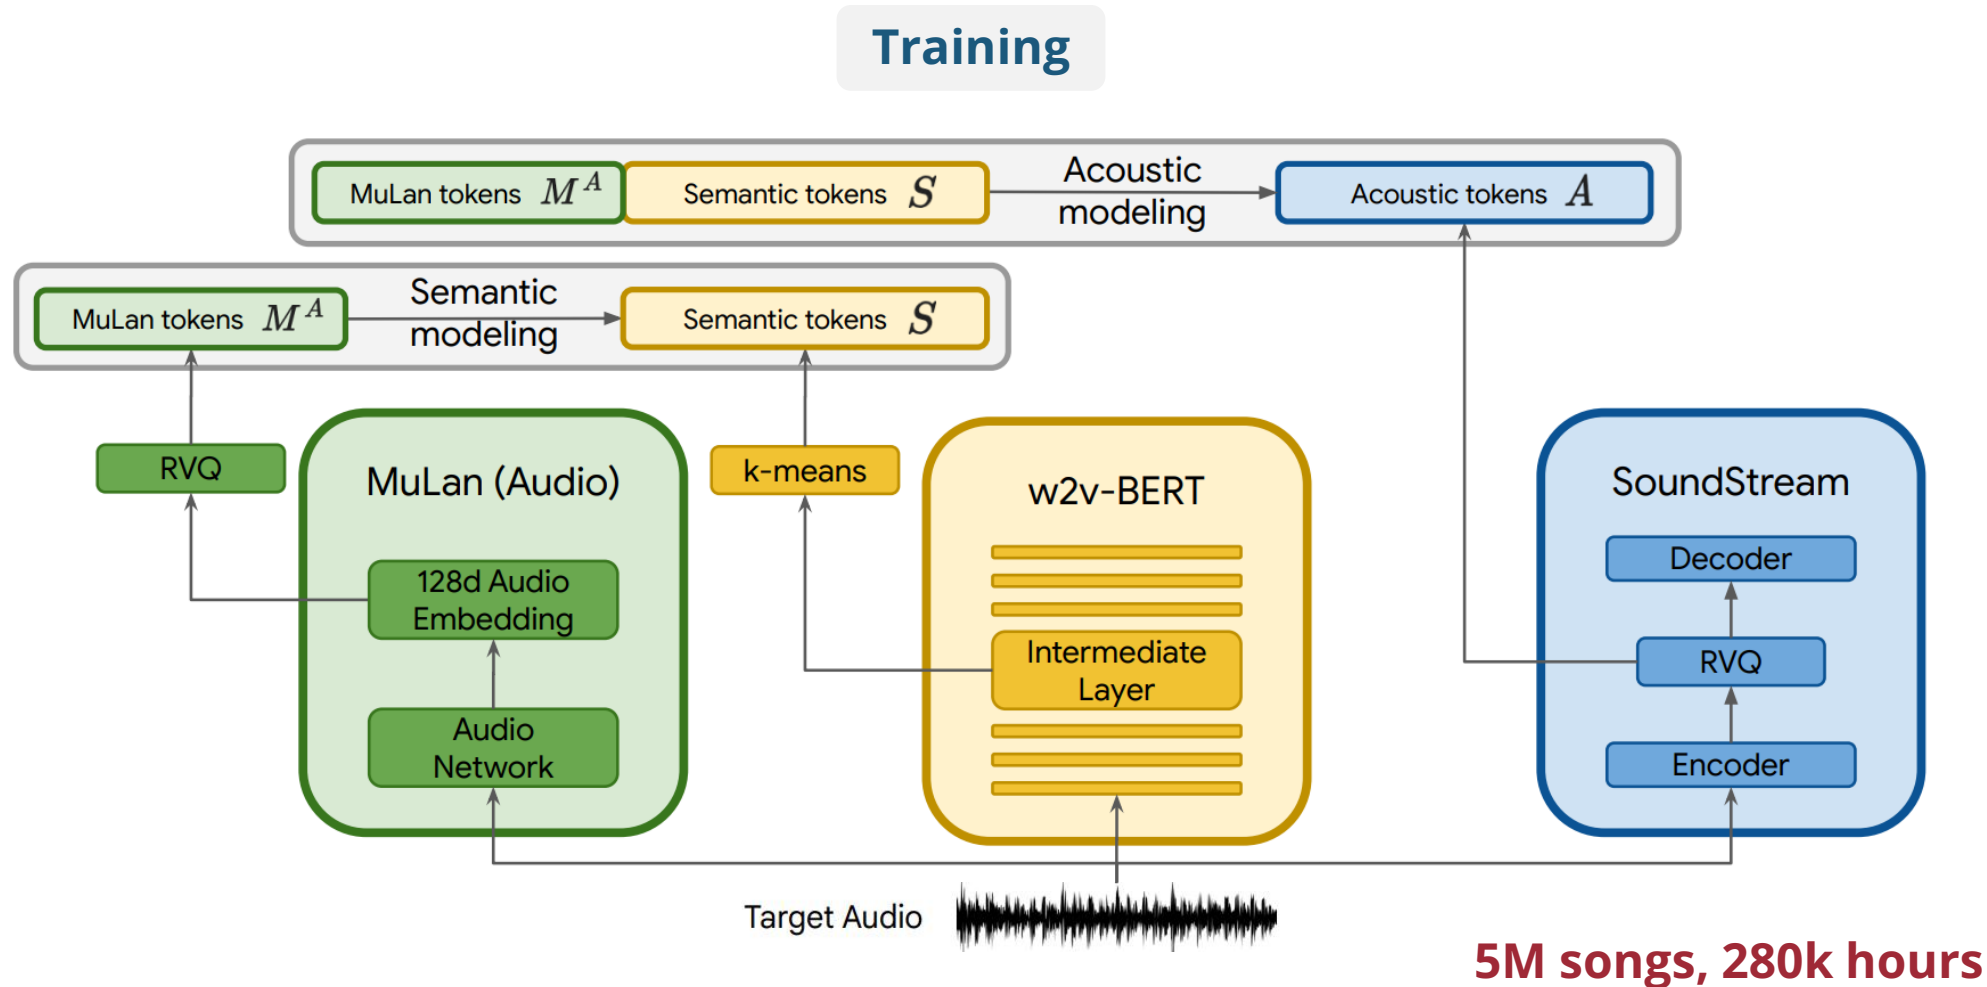 Training
MuLan tokens M^A
Semantic tokens S
Acoustic
modeling
Acoustic tokens A
MuLan tokens M^A
Semantic
modeling
Semantic tokens S
RVQ
MuLan (Audio)
128d Audio
Embedding
Audio
Network
k-means
w2v-BERT
Intermediate
Layer
SoundStream
Decoder
RVQ
Encoder
Target Audio
5M songs, 280k hours